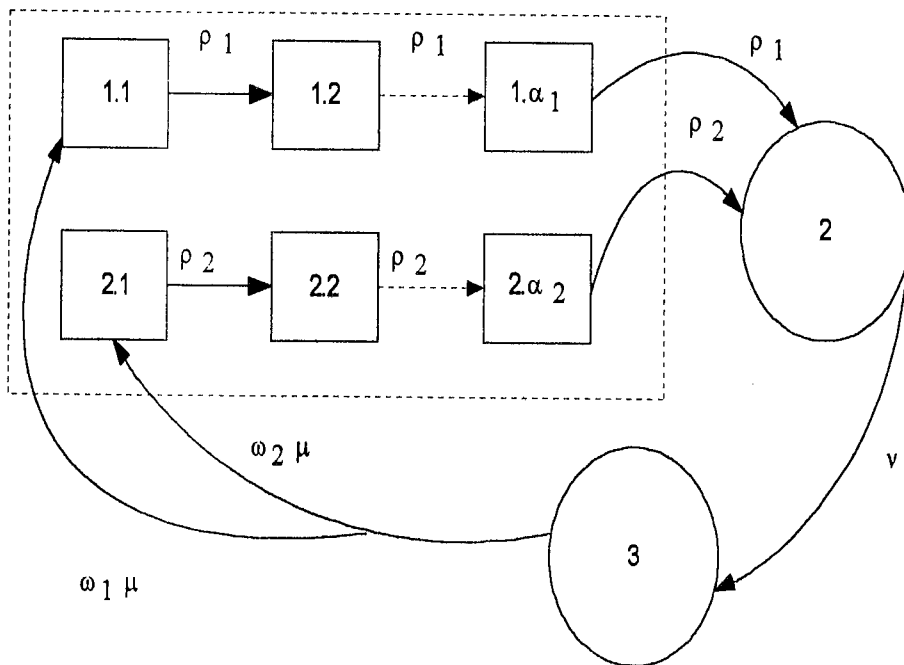 ρ 1 ρ 1 ρ 1
1.1 1.2 1.α 1
ρ 2
2
ρ 2 ρ 2
2.1 2.2 2.α 2
ω 2 μ
ν
3
ω 1 μ